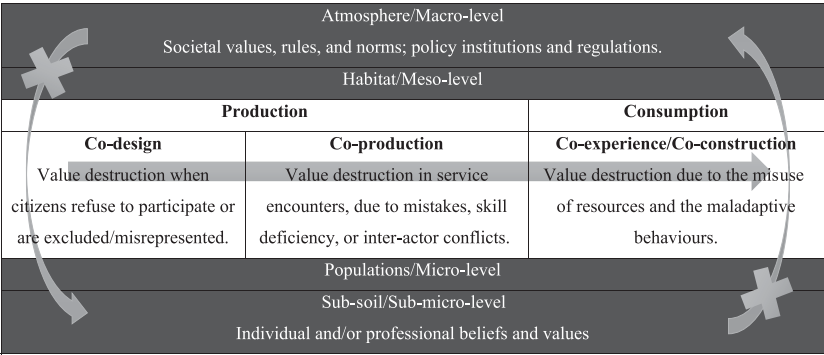 Atmosphere/Macro-level
Societal values, rules, and norms; policy institutions and regulations.
Habitat/Meso-level
Production
Consumption
Co-design
Co-production
Co-experience/Co-construction
Value destruction when
citizens refuse to participate or
are excluded/misrepresented.
Value destruction in service
encounters, due to mistakes, skill
deficiency, or inter-actor conflicts.
Value destruction due to the misuse
of resources and the maladaptive
behaviours.
Populations/Micro-level
Sub-soil/Sub-micro-level
Individual and/or professional beliefs and values